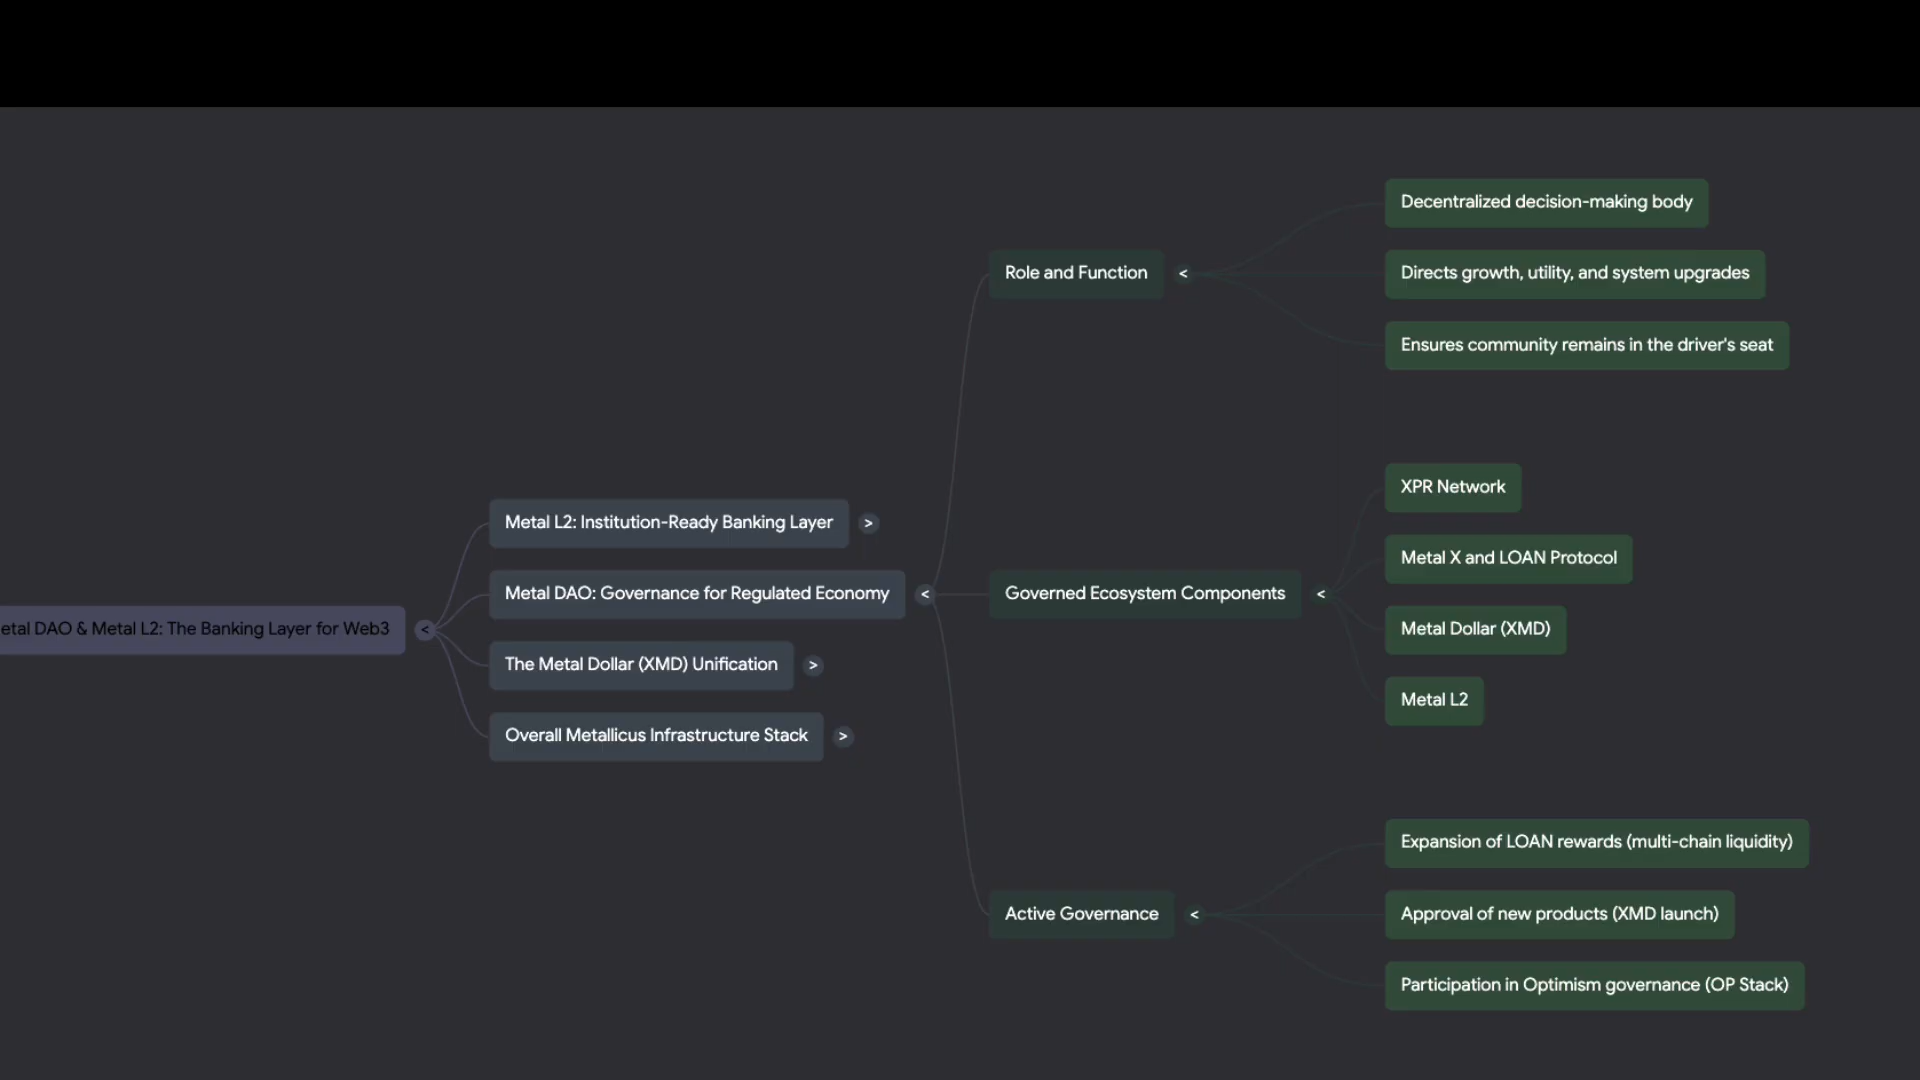 etal DAO & Metal L2: The Banking Layer for Web3
<
Metal L2: Institution-Ready Banking Layer
>
Metal DAO: Governance for Regulated Economy
<
The Metal Dollar (XMD) Unification
>
Overall Metallicus Infrastructure Stack
>
Role and Function
<
Decentralized decision-making body
Directs growth, utility, and system upgrades
Ensures community remains in the driver's seat
Governed Ecosystem Components
<
XPR Network
Metal X and LOAN Protocol
Metal Dollar (XMD)
Metal L2
Active Governance
<
Expansion of LOAN rewards (multi-chain liquidity)
Approval of new products (XMD launch)
Participation in Optimism governance (OP Stack)